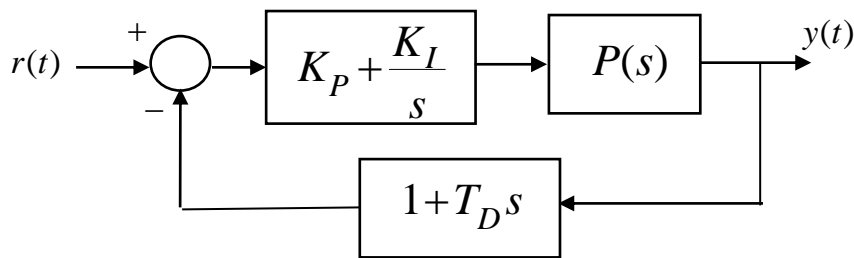 +
r(t)
−
K_P + K_I/s
P(s)
y(t)
1+T_D s